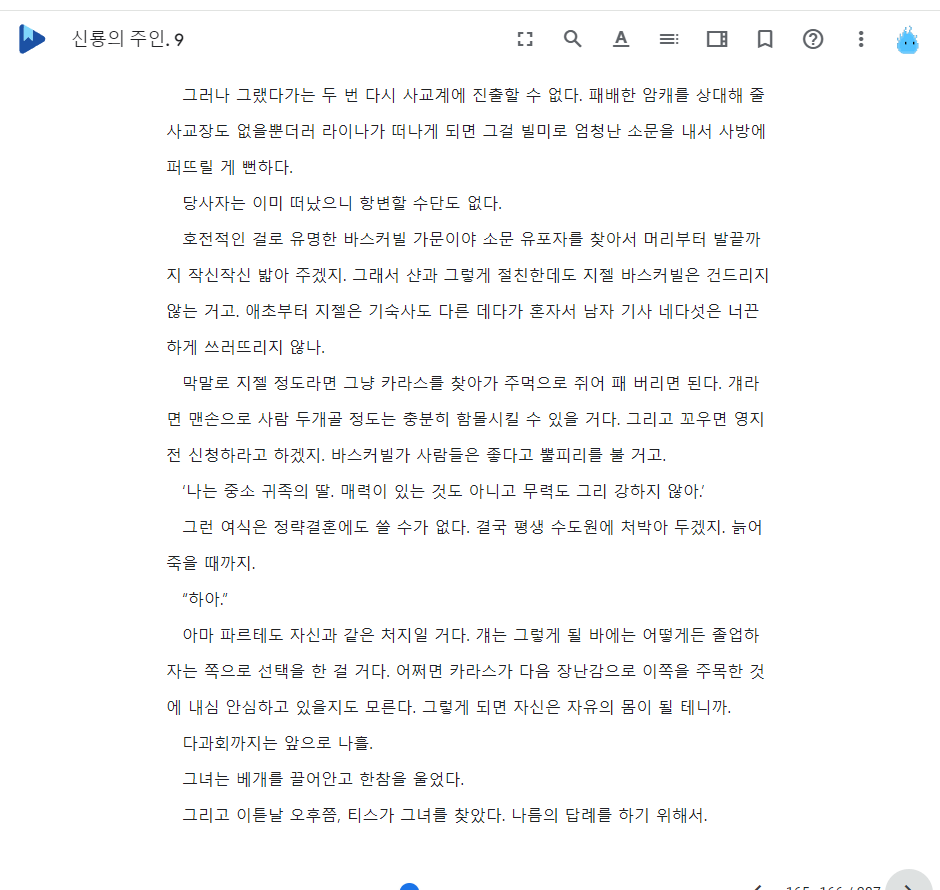 신룡의 주인. 9
그러나 그랬다가는 두 번 다시 사교계에 진출할 수 없다. 패배한 암캐를 상대해 줄
사교장도 없을뿐더러 라이나가 떠나게 되면 그걸 빌미로 엄청난 소문을 내서 사방에
퍼뜨릴 게 뻔하다.
당사자는 이미 떠났으니 항변할 수단도 없다.
호전적인 걸로 유명한 바스커빌 가문이야 소문 유포자를 찾아서 머리부터 발끝까
지 작신작신 밟아 주겠지. 그래서 샨과 그렇게 절친한데도 지젤 바스커빌은 건드리지
않는 거고. 애초부터 지젤은 기숙사도 다른 데다가 혼자서 남자 기사 네다섯은 너끈
하게 쓰러뜨리지 않나.
막말로 지젤 정도라면 그냥 카라스를 찾아가 주먹으로 쥐어 패 버리면 된다. 걔라
면 맨손으로 사람 두개골 정도는 충분히 함몰시킬 수 있을 거다. 그리고 꼬우면 영지
전 신청하라고 하겠지. 바스커빌가 사람들은 좋다고 뿔피리를 불 거고.
‘나는 중소 귀족의 딸. 매력이 있는 것도 아니고 무력도 그리 강하지 않아.’
그런 여식은 정략결혼에도 쓸 수가 없다. 결국 평생 수도원에 처박아 두겠지. 늙어
죽을 때까지.
“하아.”
아마 파르테도 자신과 같은 처지일 거다. 걔는 그렇게 될 바에는 어떻게든 졸업하
자는 쪽으로 선택을 한 걸 거다. 어쩌면 카라스가 다음 장난감으로 이쪽을 주목한 것
에 내심 안심하고 있을지도 모른다. 그렇게 되면 자신은 자유의 몸이 될 테니까.
다과회까지는 앞으로 나흘.
그녀는 베개를 끌어안고 한참을 울었다.
그리고 이튿날 오후쯤, 티스가 그녀를 찾았다. 나름의 답례를 하기 위해서.